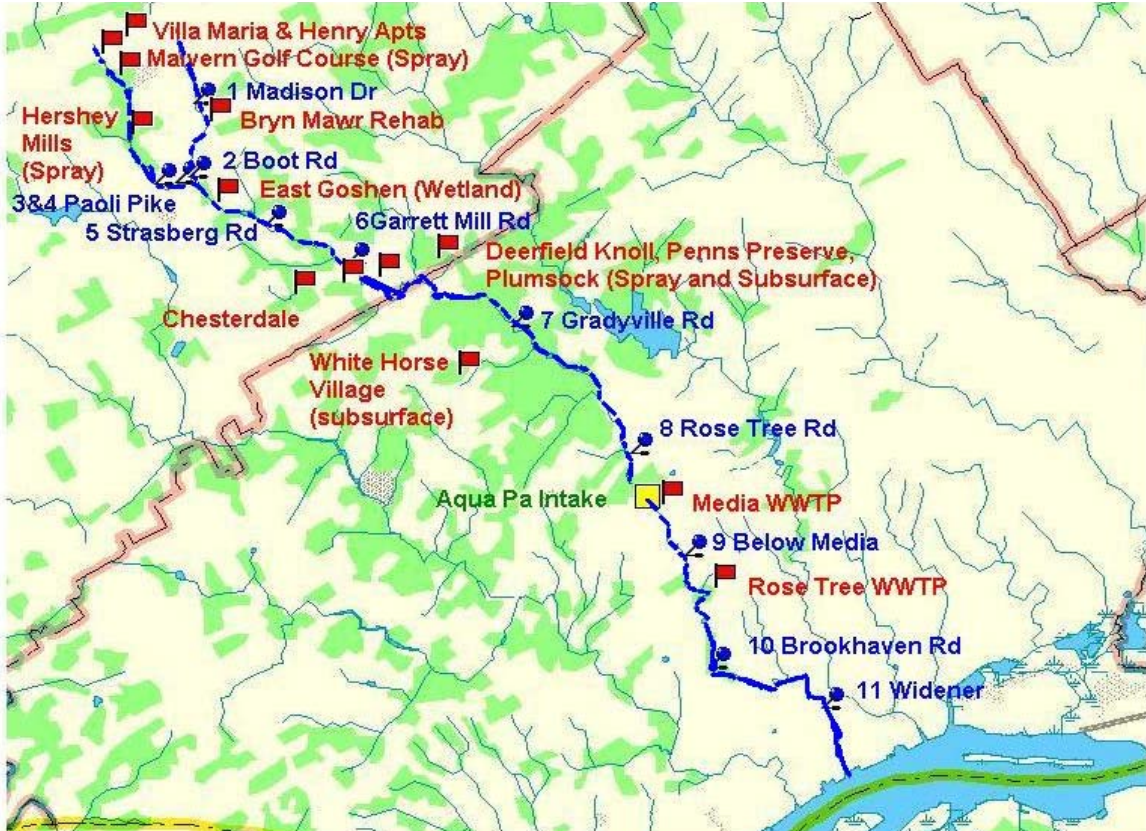 Villa Maria & Henry Apts
Malvern Golf Course (Spray)
1 Madison Dr
Hershey
Mills
(Spray)
Bryn Mawr Rehab
2 Boot Rd
East Goshen (Wetland)
3&4 Paoli Pike
5 Strasberg Rd
6Garrett Mill Rd
Deerfield Knoll, Penns Preserve,
Plumsock (Spray and Subsurface)
Chesterdale
7 Gradyville Rd
White Horse
Village
(subsurface)
8 Rose Tree Rd
Aqua Pa Intake
Media WWTP
9 Below Media
Rose Tree WWTP
10 Brookhaven Rd
11 Widener